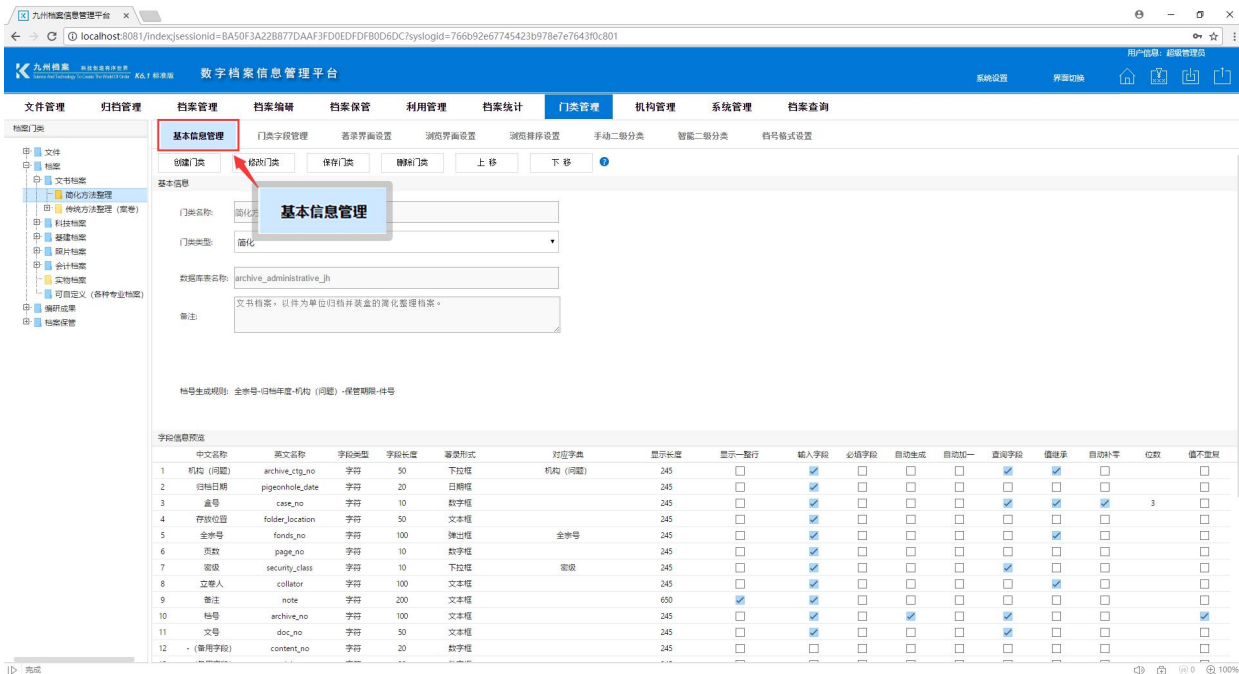 九州档案信息管理平台
localhost:8081/index;jsessionid=BA50F3A22B877DAAF3FD0EDFDFB0D6DC?syslogid=766b92e67745423b978e7e7643f0c801
用户信息: 超级管理员
九州档案 科技创造有序世界
Science And Technology To Create The World Of Order K6.1 标准版
数字档案信息管理平台
系统设置 界面切换
文件管理 归档管理 档案管理 档案编研 档案保管 利用管理 档案统计 门类管理 机构管理 系统管理 档案查询
档案门类
基本信息管理 门类字段管理 著录界面设置 浏览界面设置 浏览排序设置 手动二级分类 智能二级分类 档号格式设置
创建门类 修改门类 保存门类 删除门类 上 移 下 移
文件
档案
文书档案
简化方法整理
传统方法整理（案卷）
科技档案
基建档案
照片档案
会计档案
实物档案
可自定义（各种专业档案）
编研成果
档案保管
基本信息
门类名称: 简化方
基本信息管理
门类类型: 简化
数据库表名称: archive_administrative_jh
备注: 文书档案，以件为单位归档并装盒的简化整理档案。
档号生成规则: 全宗号-归档年度-机构（问题）-保管期限-件号
字段信息预览
中文名称 英文名称 字段类型 字段长度 著录形式 对应字典 显示长度 显示一整行 输入字段 必填字段 自动生成 自动加一 查询字段 值继承 自动补零 位数 值不重复
1 机构（问题） archive_ctg_no 字符 50 下拉框 机构（问题） 245
2 归档日期 pigeonhole_date 字符 20 日期框 245
3 盒号 case_no 字符 10 数字框 245 3
4 存放位置 folder_location 字符 50 文本框 245
5 全宗号 fonds_no 字符 100 弹出框 全宗号 245
6 页数 page_no 字符 10 数字框 245
7 密级 security_class 字符 10 下拉框 密级 245
8 立卷人 collator 字符 100 文本框 245
9 备注 note 字符 200 文本框 650
10 档号 archive_no 字符 100 文本框 245
11 文号 doc_no 字符 50 文本框 245
12 -（备用字段） content_no 字符 20 数字框 245
完成
0 100%